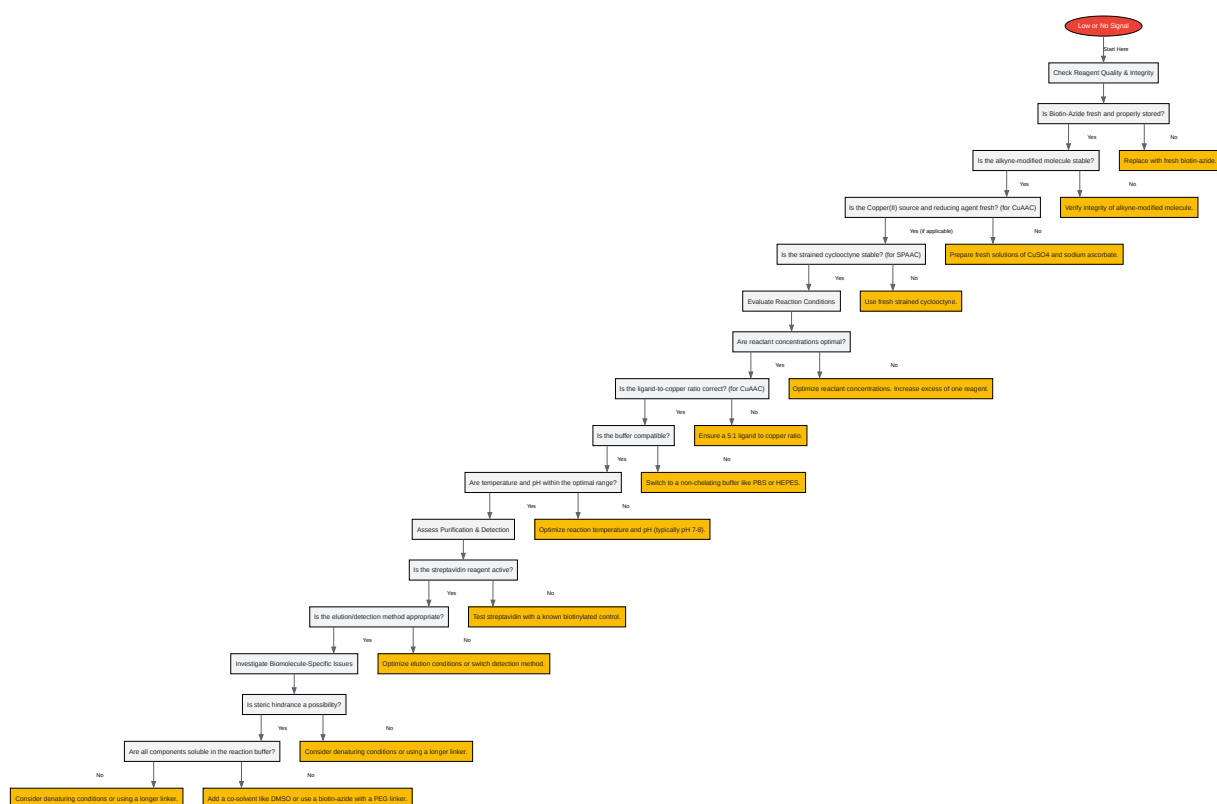 Low or No Signal
Start Here
Check Reagent Quality & Integrity
Is Biotin-Azide fresh and properly stored?
Yes
No
Is the alkyne-modified molecule stable?
Replace with fresh biotin-azide.
Yes
No
Is the Copper(II) source and reducing agent fresh? (for CuAAC)
Verify integrity of alkyne-modified molecule.
Yes (if applicable)
No
Is the strained cyclooctyne stable? (for SPAAC)
Prepare fresh solutions of CuSO4 and sodium ascorbate.
Yes
No
Evaluate Reaction Conditions
Use fresh strained cyclooctyne.
Are reactant concentrations optimal?
Yes
No
Is the ligand-to-copper ratio correct? (for CuAAC)
Optimize reactant concentrations. Increase excess of one reagent.
Yes
No
Is the buffer compatible?
Ensure a 5:1 ligand to copper ratio.
Yes
No
Are temperature and pH within the optimal range?
Switch to a non-chelating buffer like PBS or HEPES.
Yes
No
Assess Purification & Detection
Optimize reaction temperature and pH (typically pH 7-8).
Is the streptavidin reagent active?
Yes
No
Is the elution/detection method appropriate?
Test streptavidin with a known biotinylated control.
Yes
No
Investigate Biomolecule-Specific Issues
Optimize elution conditions or switch detection method.
Is steric hindrance a possibility?
Yes
No
Are all components soluble in the reaction buffer?
Consider denaturing conditions or using a longer linker.
No
No
Consider denaturing conditions or using a longer linker.
Add a co-solvent like DMSO or use a biotin-azide with a PEG linker.